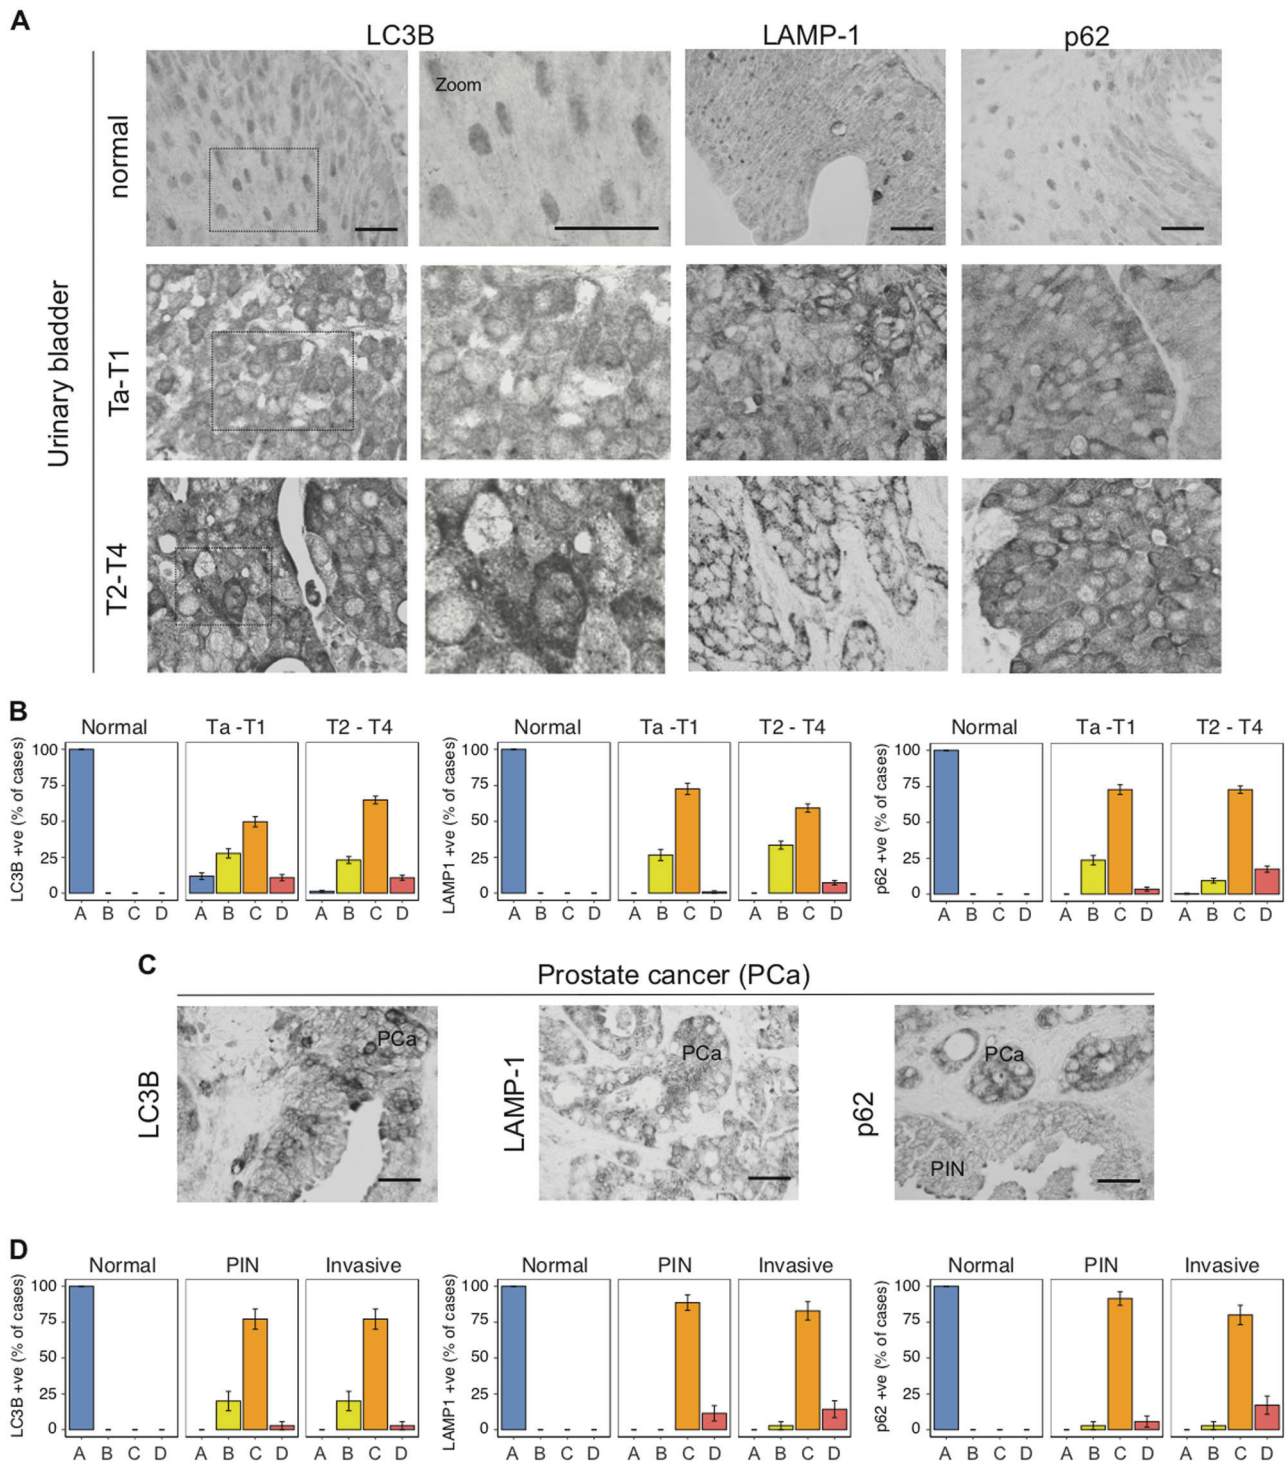 A
LC3B
LAMP-1
p62
Urinary bladder
normal
Zoom
Ta-T1
T2-T4
B
Normal
Ta -T1
T2 - T4
LC3B +ve (% of cases)
100
75
50
25
0
A B C D
A B C D
A B C D
Normal
Ta -T1
T2 - T4
LAMP1 +ve (% of cases)
100
75
50
25
0
A B C D
A B C D
A B C D
Normal
Ta -T1
T2 - T4
p62 +ve (% of cases)
100
75
50
25
0
A B C D
A B C D
A B C D
C
Prostate cancer (PCa)
LC3B
PCa
LAMP-1
PCa
p62
PCa
PIN
D
Normal
PIN
Invasive
LC3B +ve (% of cases)
100
75
50
25
0
A B C D
A B C D
A B C D
Normal
PIN
Invasive
LAMP1 +ve (% of cases)
100
75
50
25
0
A B C D
A B C D
A B C D
Normal
PIN
Invasive
p62 +ve (% of cases)
100
75
50
25
0
A B C D
A B C D
A B C D